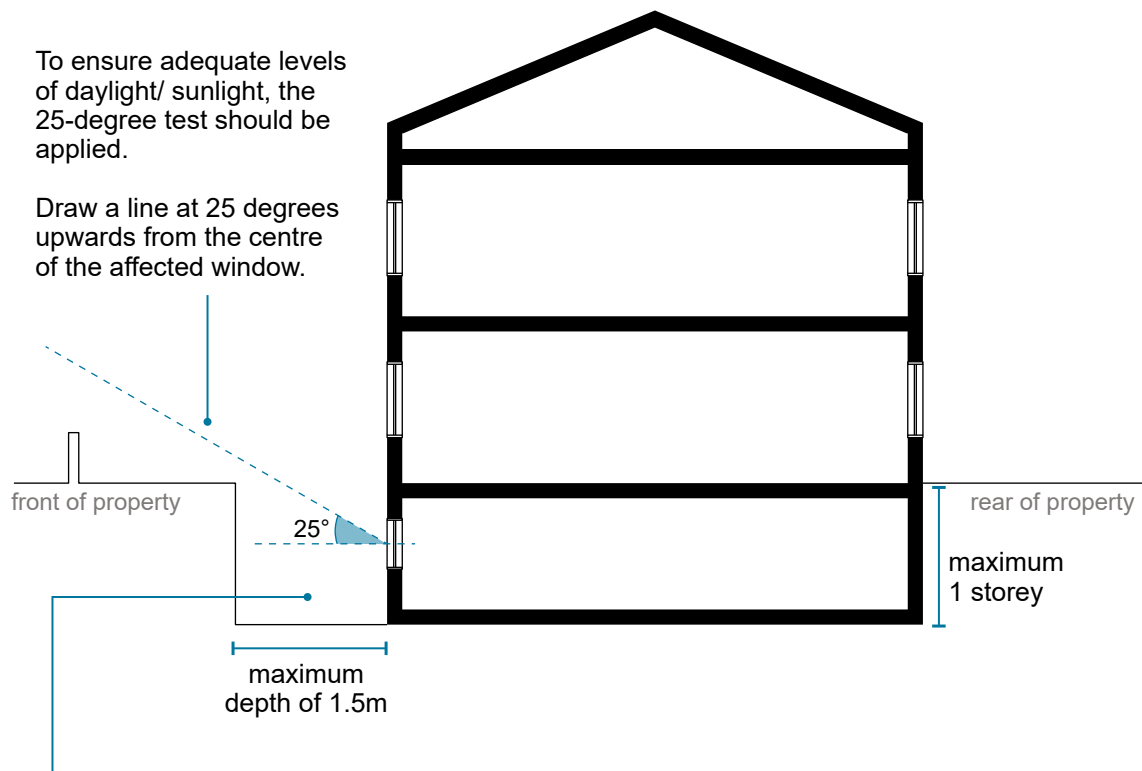 To ensure adequate levels
of daylight/ sunlight, the
25-degree test should be
applied.
Draw a line at 25 degrees
upwards from the centre
of the affected window.
front of property
25°
rear of property
maximum
1 storey
maximum
depth of 1.5m